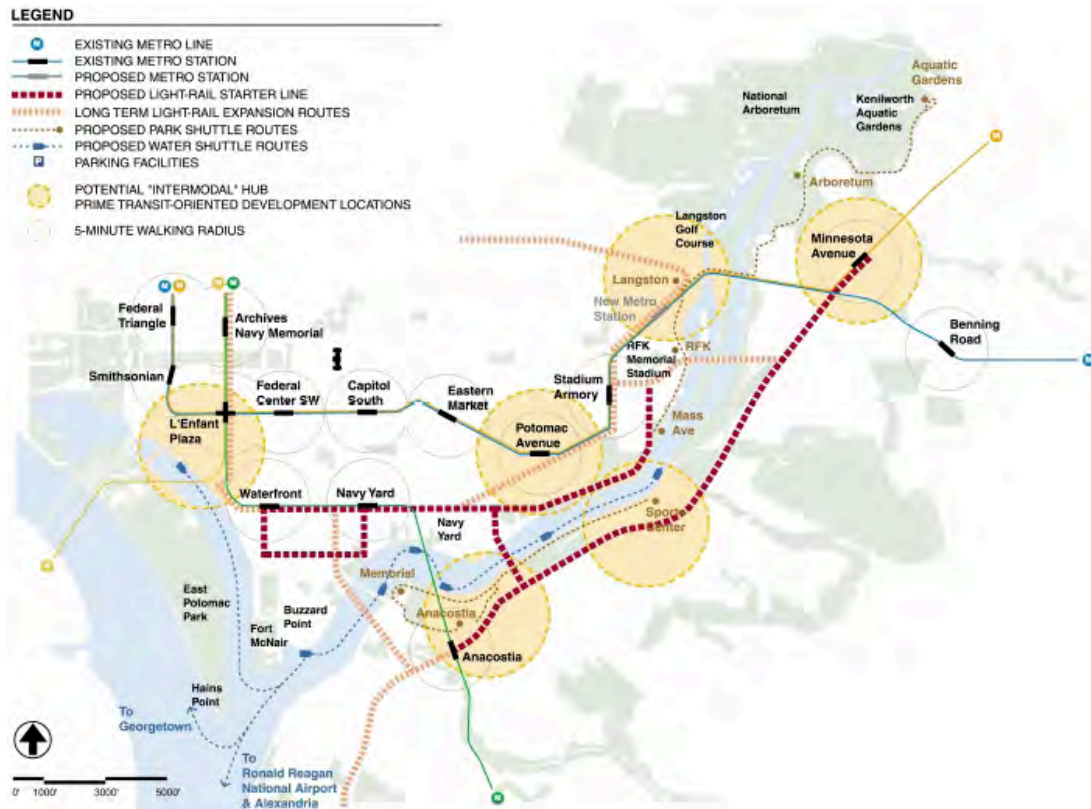 LEGEND
M
EXISTING METRO LINE
EXISTING METRO STATION
PROPOSED METRO STATION
PROPOSED LIGHT-RAIL STARTER LINE
LONG TERM LIGHT-RAIL EXPANSION ROUTES
PROPOSED PARK SHUTTLE ROUTES
PROPOSED WATER SHUTTLE ROUTES
P
PARKING FACILITIES
POTENTIAL "INTERMODAL" HUB
PRIME TRANSIT-ORIENTED DEVELOPMENT LOCATIONS
5-MINUTE WALKING RADIUS
Aquatic
Gardens
National
Arboretum
Kenilworth
Aquatic
Gardens
M
Arboretum
Langston
Golf
Course
Minnesota
Avenue
Langston
New Metro
Station
M
M
M
M
Federal
Triangle
Archives
Navy Memorial
Benning
Road
M
RFK
Memorial
Stadium
RFK
Smithsonian
Federal
Center SW
Capitol
South
Eastern
Market
Stadium
Armory
L'Enfant
Plaza
Potomac
Avenue
Mass
Ave
Waterfront
Navy Yard
Navy
Yard
Sports
Center
Memorial
Anacostia
East
Potomac
Park
Buzzard
Point
Fort
McNair
Anacostia
Hains
Point
To
Georgetown
To
Ronald Reagan
National Airport
& Alexandria
M
0' 1000' 3000' 5000'